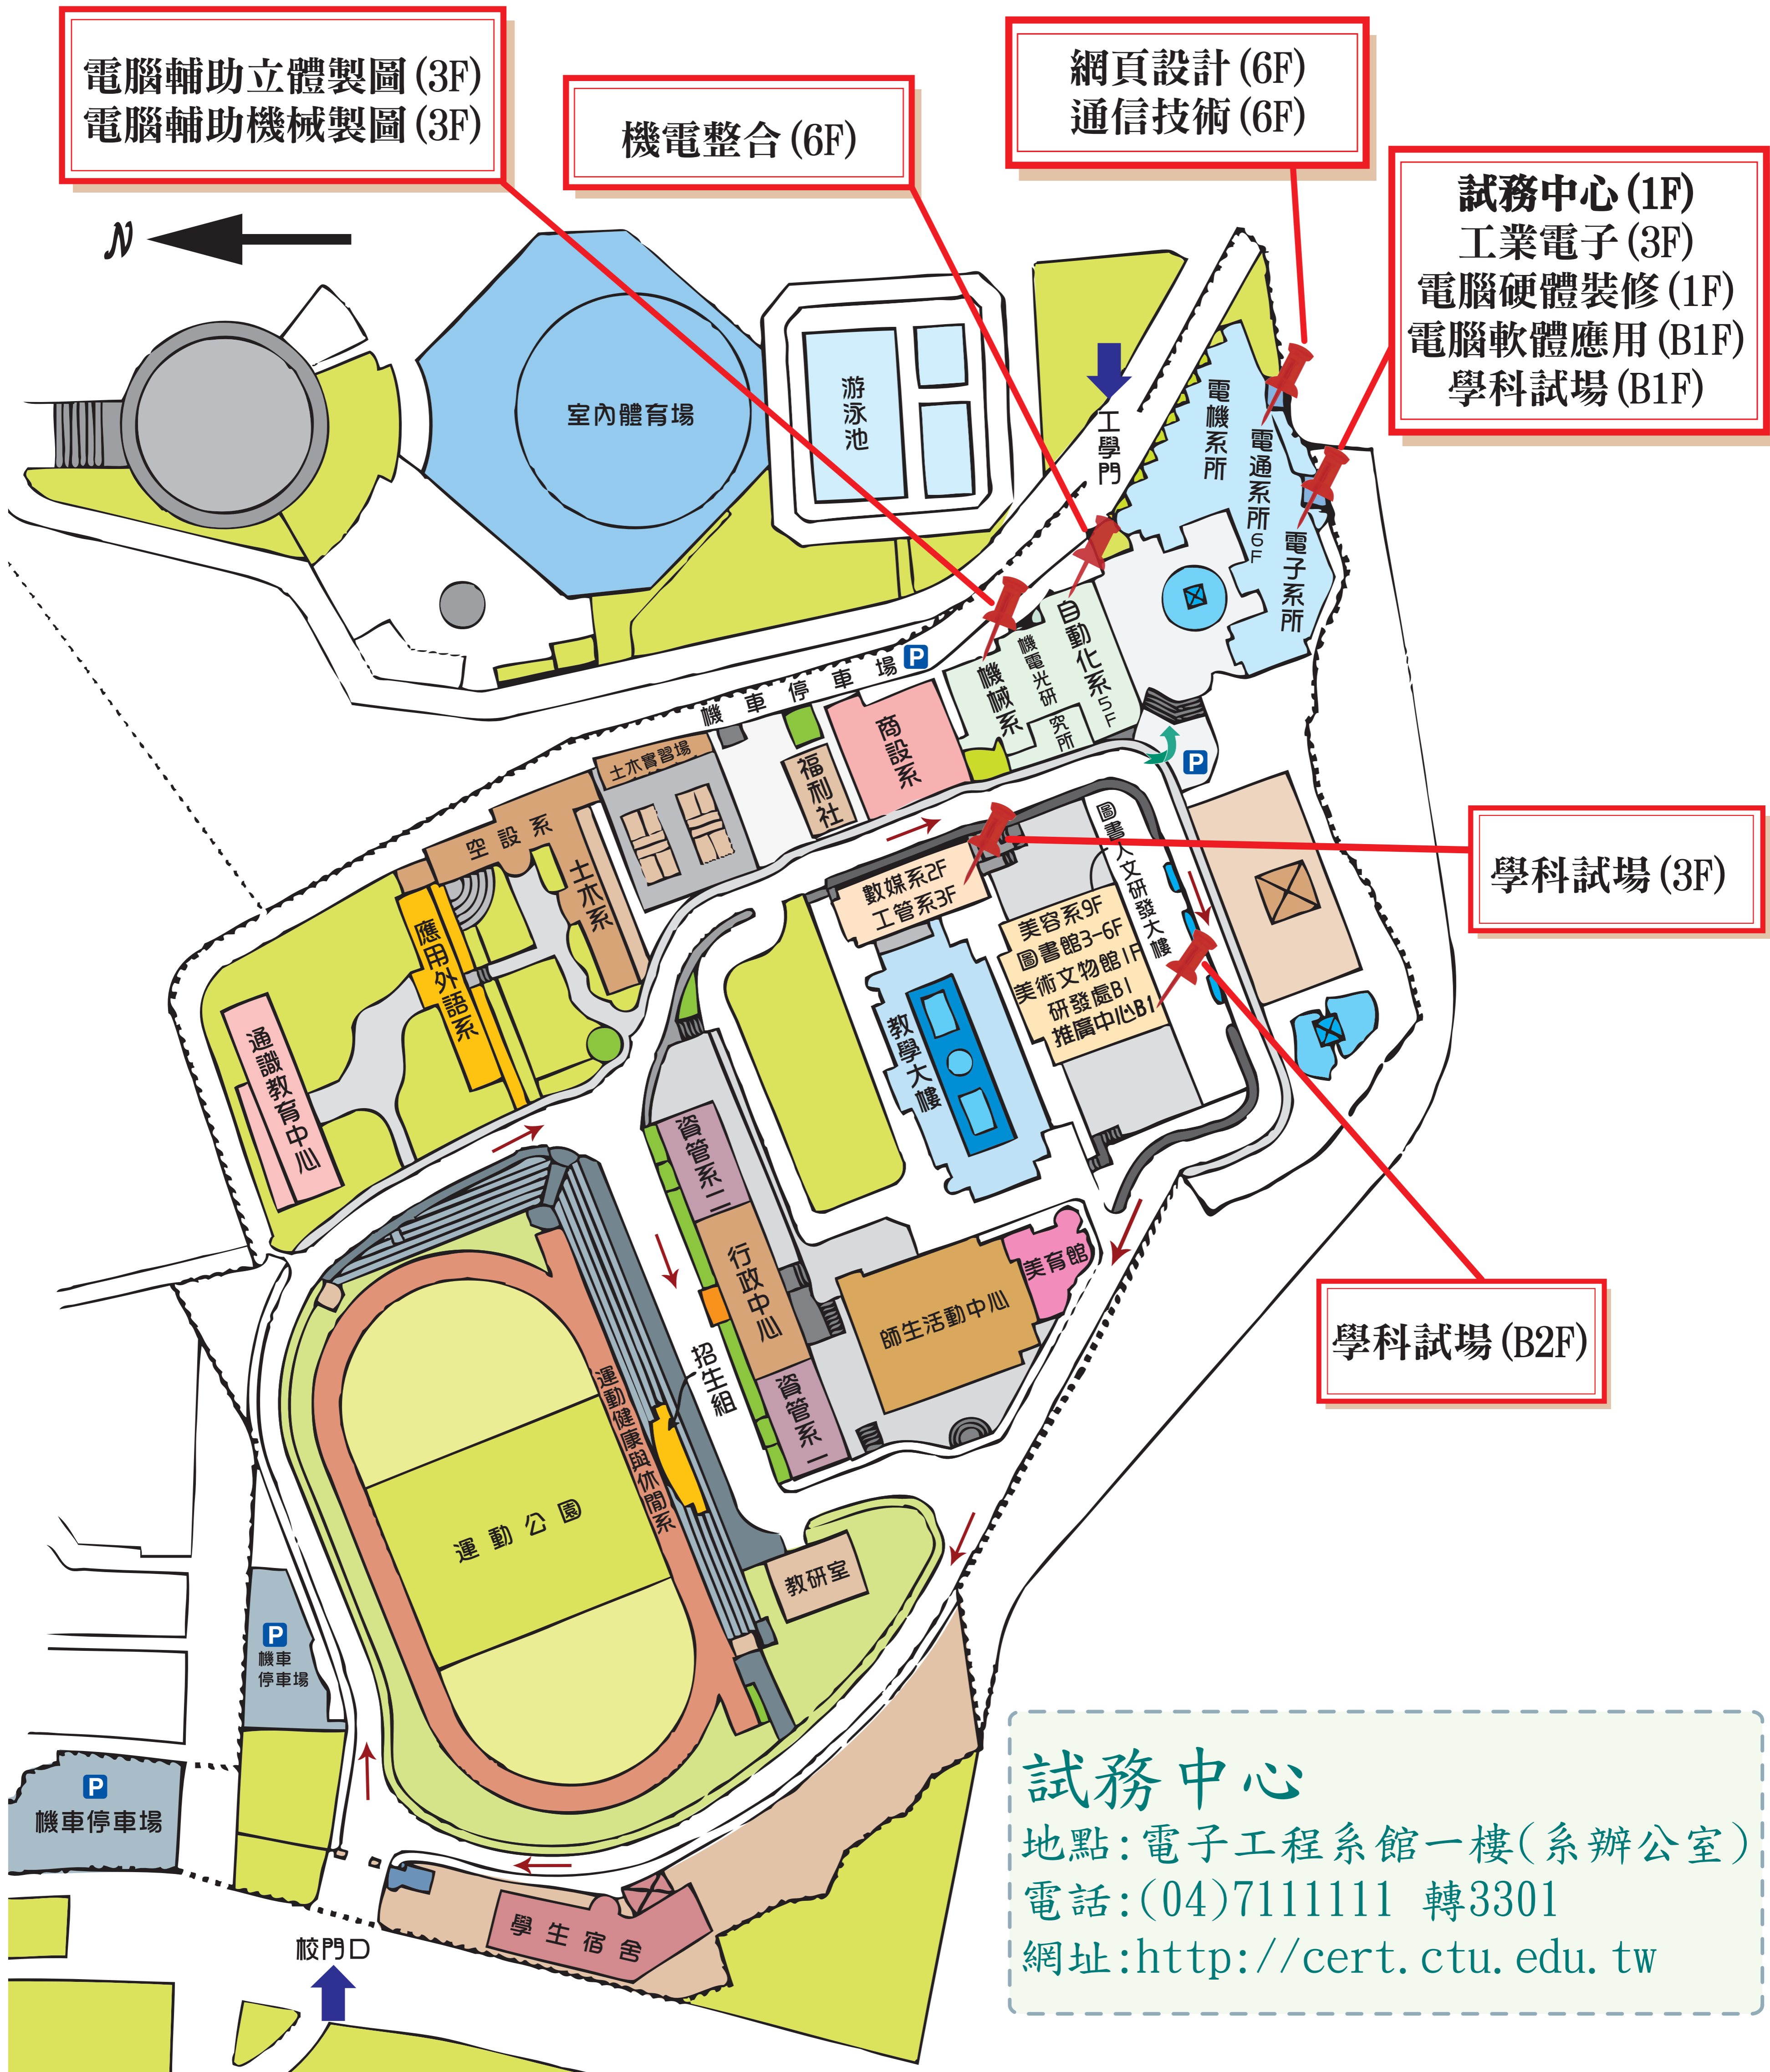 電腦輔助立體製圖(3F)
電腦輔助機械製圖(3F)
機電整合(6F)
網頁設計(6F)
通信技術(6F)
試務中心(1F)
工業電子(3F)
電腦硬體裝修(1F)
電腦軟體應用(B1F)
學科試場(B1F)
N
室內體育場
游泳池
工學門
電機系所
電通系所6F
電子系所
機車停車場
P
機械系
機電光研究所
自動化系5F
商設系
福利社
土木實習場
空設系
土木系
應用外語系
通識教育中心
P
數媒系2F
工管系3F
圖書人文研發大樓
美容系9F
圖書館3-6F
美術文物館1F
研發處B1
推廣中心B1
教學大樓
學科試場(3F)
學科試場(B2F)
資管系二
行政中心
資管系一
招生組
師生活動中心
美育館
運動健康與休閒系
運動公園
教研室
P
機車
停車場
P
機車停車場
學生宿舍
校門口
試務中心
地點:電子工程系館一樓(系辦公室)
電話:(04)7111111 轉3301
網址:http://cert.ctu.edu.tw